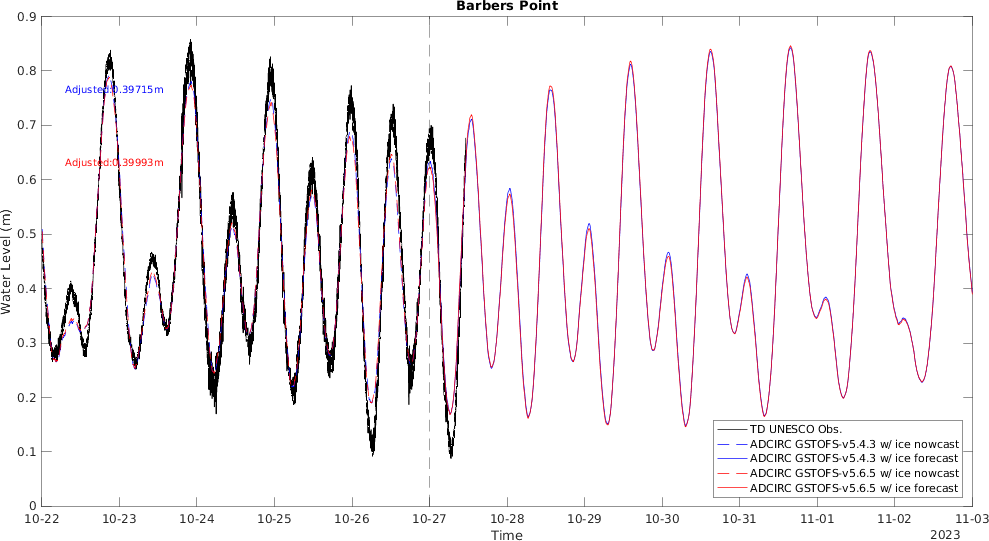 Barbers Point
0.9
0.8
0.7
0.6
0.5
0.4
0.3
0.2
0.1
0
Water Level (m)
Adjusted:0.39715m
Adjusted:0.39993m
TD UNESCO Obs.
ADCIRC GSTOFS-v5.4.3 w/ ice nowcast
ADCIRC GSTOFS-v5.4.3 w/ ice forecast
ADCIRC GSTOFS-v5.6.5 w/ ice nowcast
ADCIRC GSTOFS-v5.6.5 w/ ice forecast
10-22 10-23 10-24 10-25 10-26 10-27 10-28 10-29 10-30 10-31 11-01 11-02 11-03
Time
2023